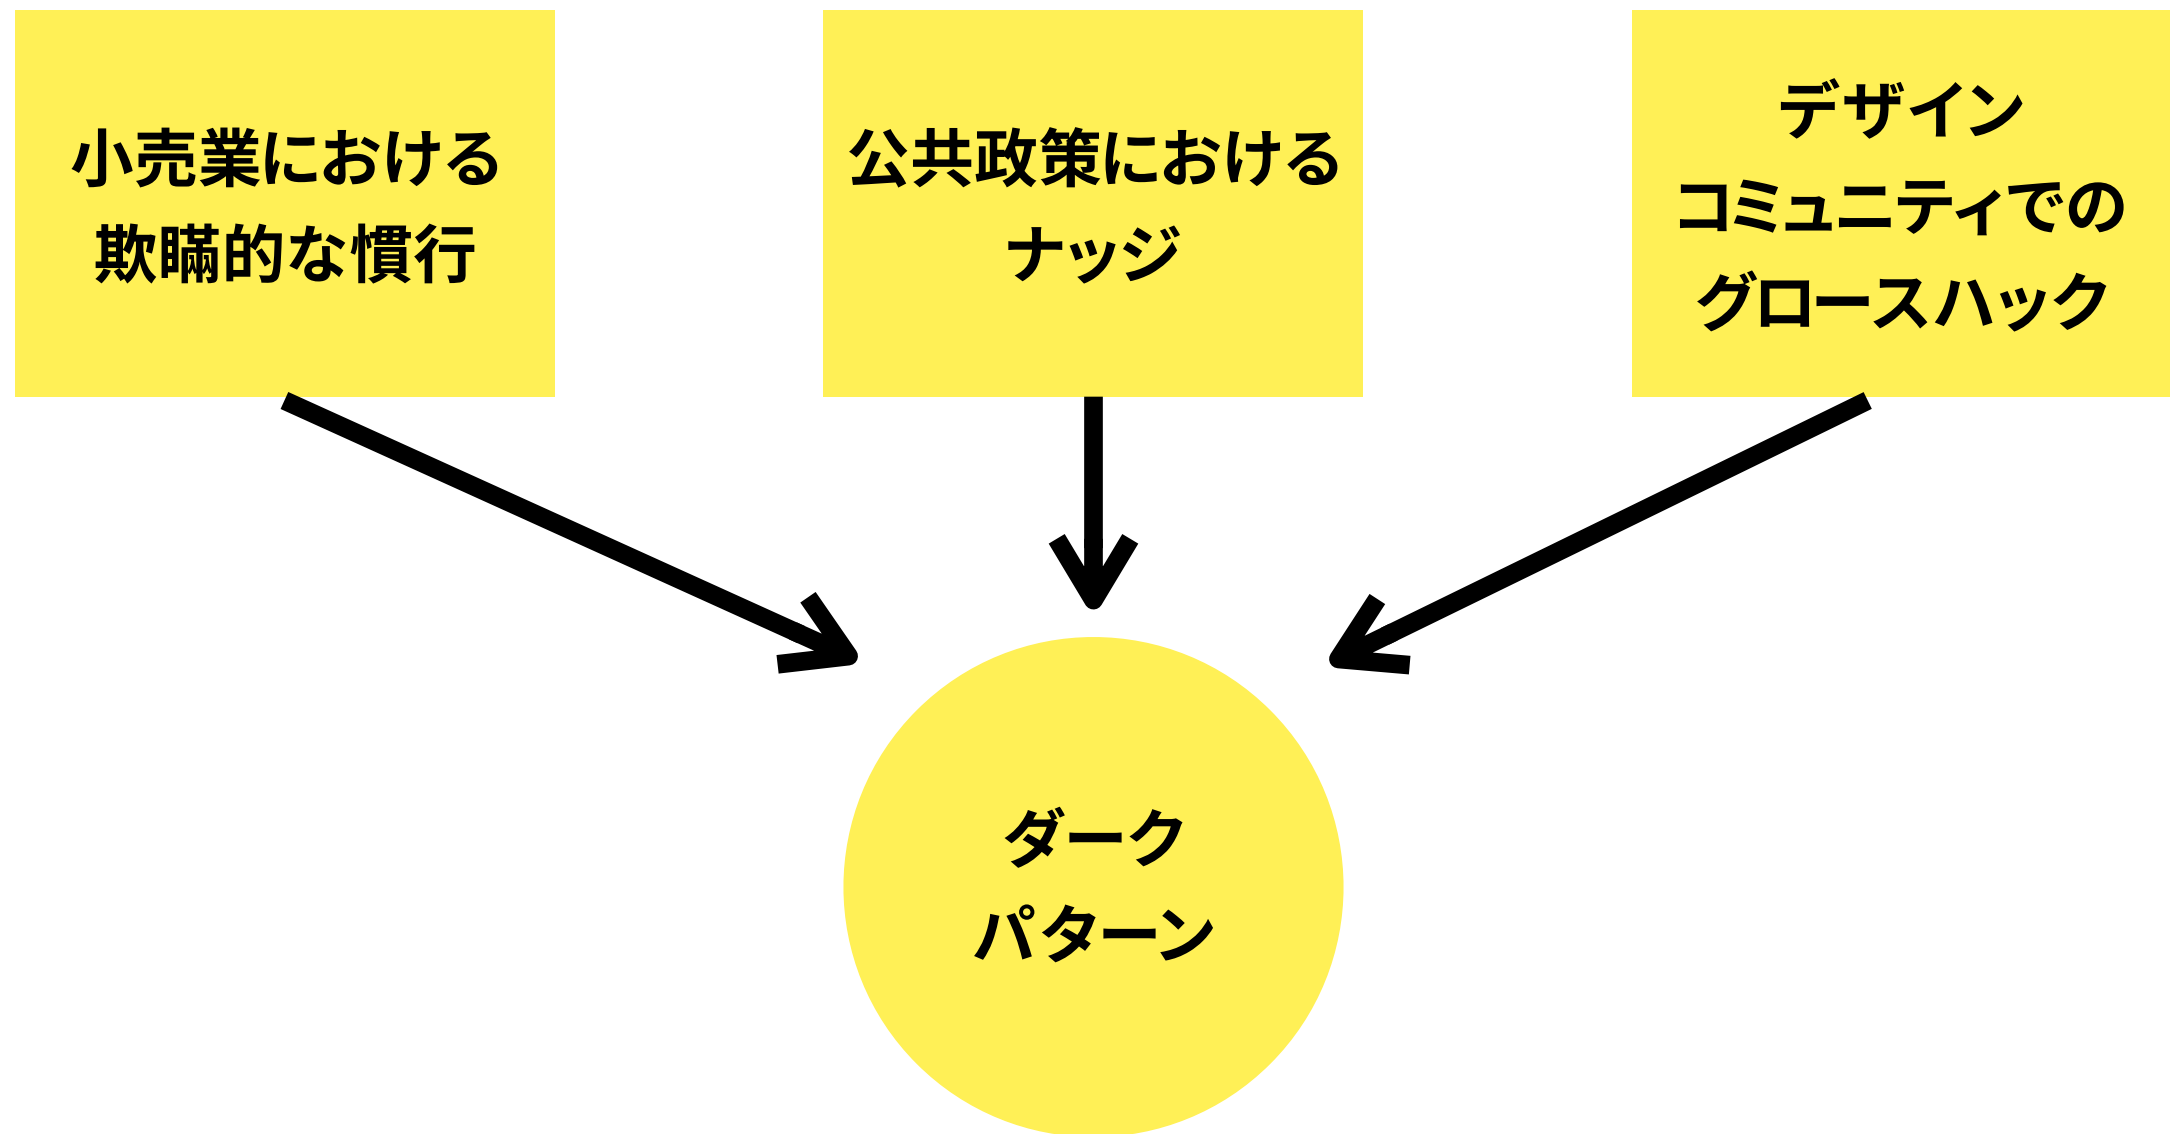 小売業における
欺瞞的な慣行
公共政策における
ナッジ
デザイン
コミュニティでの
グロースハック
ダーク
パターン